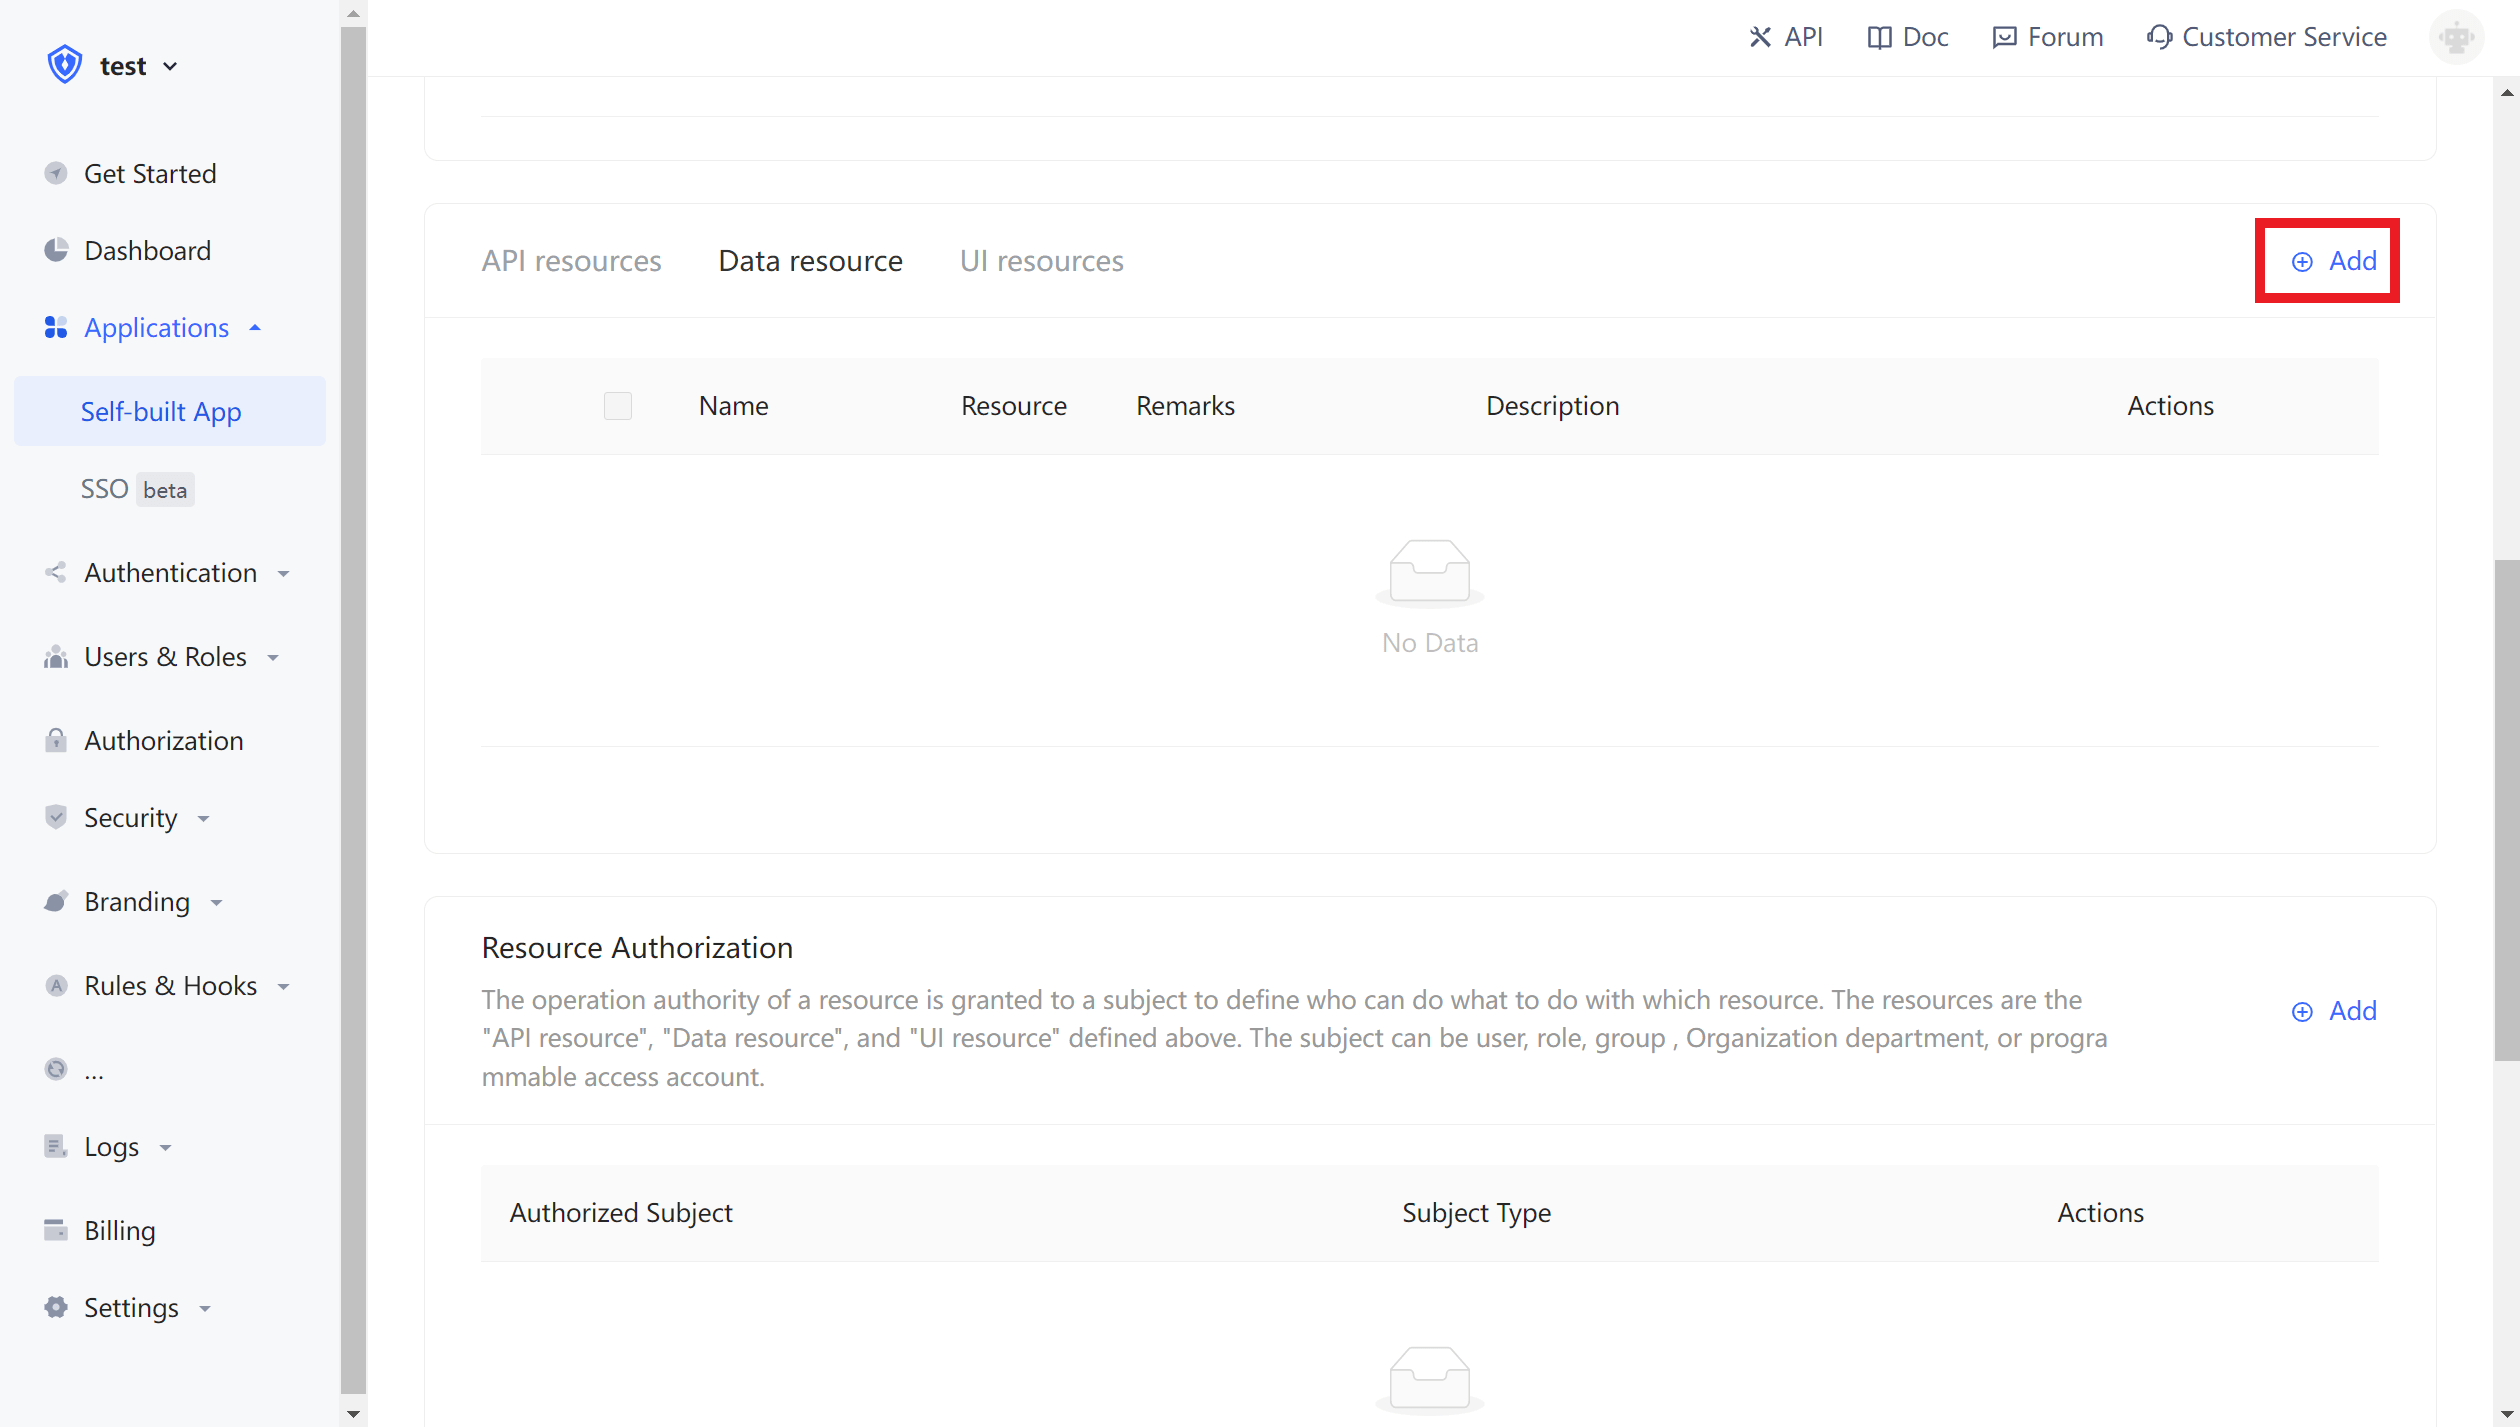 test
API Doc Forum Customer Service
Get Started
Dashboard
Applications
Self-built App
SSO beta
Authentication
Users & Roles
Authorization
Security
Branding
Rules & Hooks
...
Logs
Billing
Settings
API resources Data resource UI resources Add
Name Resource Remarks Description Actions
No Data
Resource Authorization
The operation authority of a resource is granted to a subject to define who can do what to do with which resource. The resources are the
"API resource", "Data resource", and "UI resource" defined above. The subject can be user, role, group , Organization department, or progra
mmable access account.
Add
Authorized Subject Subject Type Actions